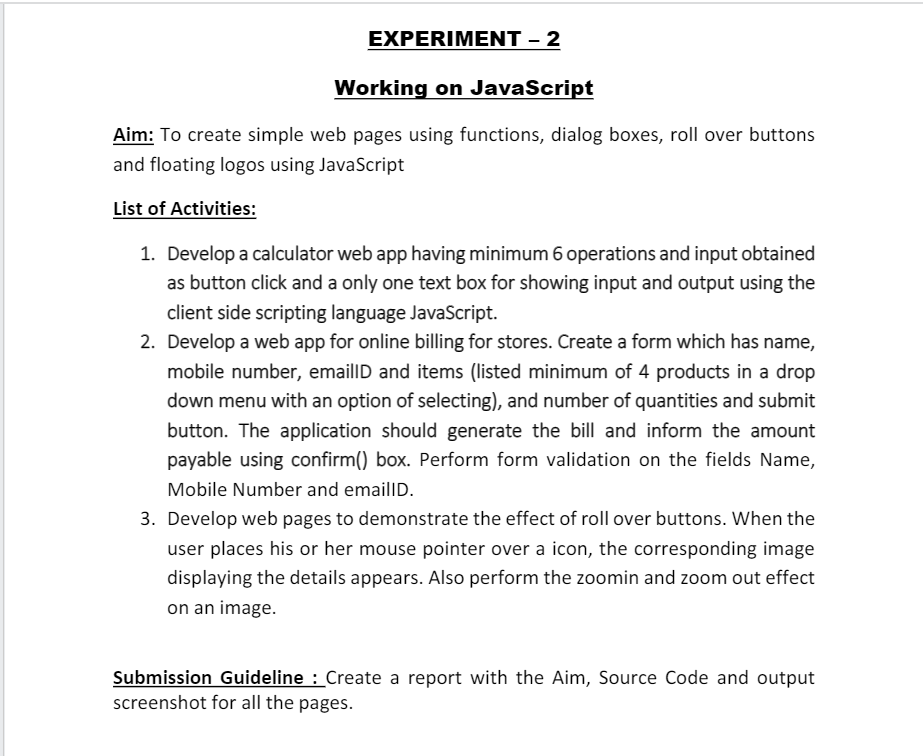 EXPERIMENT – 2
Working on JavaScript
Aim: To create simple web pages using functions, dialog boxes, roll over buttons
and floating logos using JavaScript
List of Activities:
1. Develop a calculator web app having minimum 6 operations and input obtained
as button click and a only one text box for showing input and output using the
client side scripting language JavaScript.
2. Develop a web app for online billing for stores. Create a form which has name,
mobile number, emailID and items (listed minimum of 4 products in a drop
down menu with an option of selecting), and number of quantities and submit
button. The application should generate the bill and inform the amount
payable using confirm() box. Perform form validation on the fields Name,
Mobile Number and emailID.
3. Develop web pages to demonstrate the effect of roll over buttons. When the
user places his or her mouse pointer over a icon, the corresponding image
displaying the details appears. Also perform the zoomin and zoom out effect
on an image.
Submission Guideline : Create a report with the Aim, Source Code and output
screenshot for all the pages.